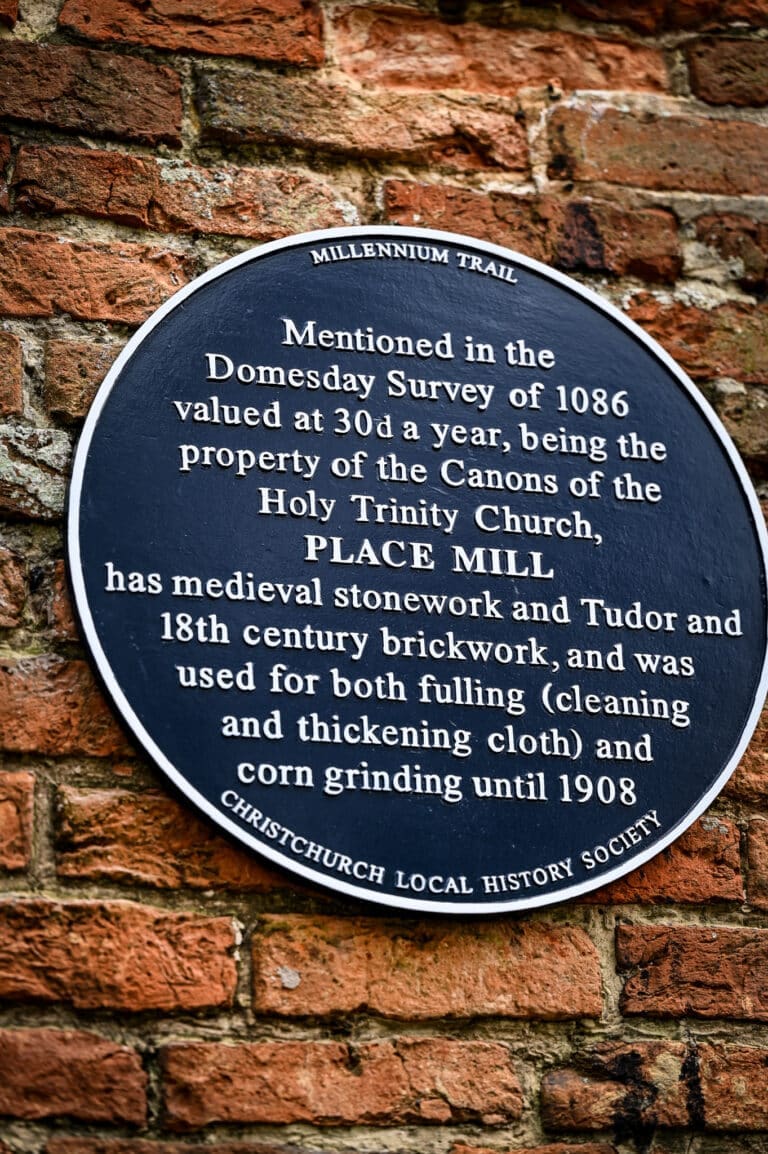 MILLENNIUM TRAIL
Mentioned in the
Domesday Survey of 1086
valued at 30d a year, being the
property of the Canons of the
Holy Trinity Church,
PLACE MILL
has medieval stonework and Tudor and
18th century brickwork, and was
used for both fulling (cleaning
and thickening cloth) and
corn grinding until 1908
CHRISTCHURCH LOCAL HISTORY SOCIETY